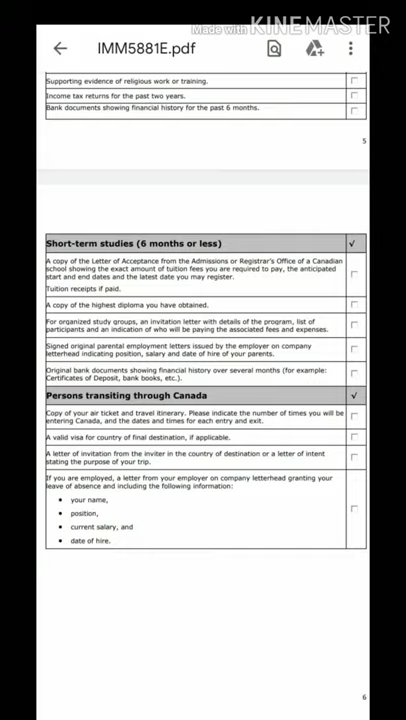 Made with KINEMASTER
IMM5881E.pdf
Supporting evidence of religious work or training.
Income tax returns for the past two years.
Bank documents showing financial history for the past 6 months.
5
Short-term studies (6 months or less) √
A copy of the Letter of Acceptance from the Admissions or Registrar's Office of a Canadian
school showing the exact amount of tuition fees you are required to pay, the anticipated
start and end dates and the latest date you may register.
Tuition receipts if paid.
A copy of the highest diploma you have obtained.
For organized study groups, an invitation letter with details of the program, list of
participants and an indication of who will be paying the associated fees and expenses.
Signed original parental employment letters issued by the employer on company
letterhead indicating position, salary and date of hire of your parents.
Original bank documents showing financial history over several months (for example:
Certificates of Deposit, bank books, etc.).
Persons transiting through Canada √
Copy of your air ticket and travel itinerary. Please indicate the number of times you will be
entering Canada, and the dates and times for each entry and exit.
A valid visa for country of final destination, if applicable.
A letter of invitation from the inviter in the country of destination or a letter of intent
stating the purpose of your trip.
If you are employed, a letter from your employer on company letterhead granting your
leave of absence and including the following information:
• your name,
• position,
• current salary, and
• date of hire.
6